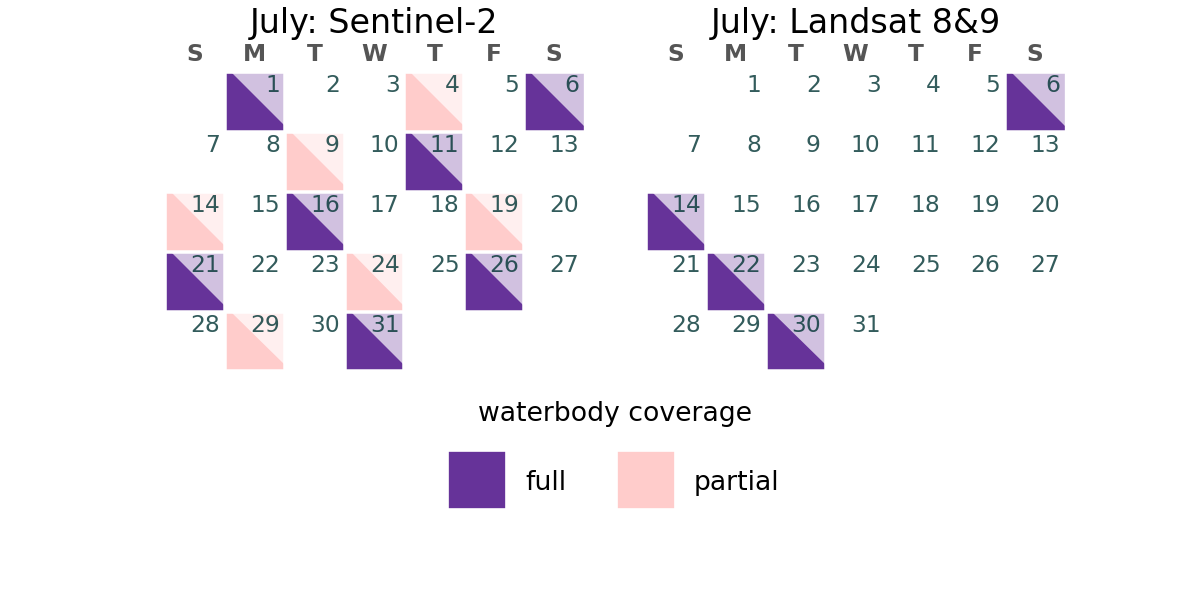 July: Sentinel-2
S M T W T F S
1 2 3 4 5 6
7 8 9 10 11 12 13
14 15 16 17 18 19 20
21 22 23 24 25 26 27
28 29 30 31
July: Landsat 8&9
S M T W T F S
1 2 3 4 5 6
7 8 9 10 11 12 13
14 15 16 17 18 19 20
21 22 23 24 25 26 27
28 29 30 31
waterbody coverage
full partial